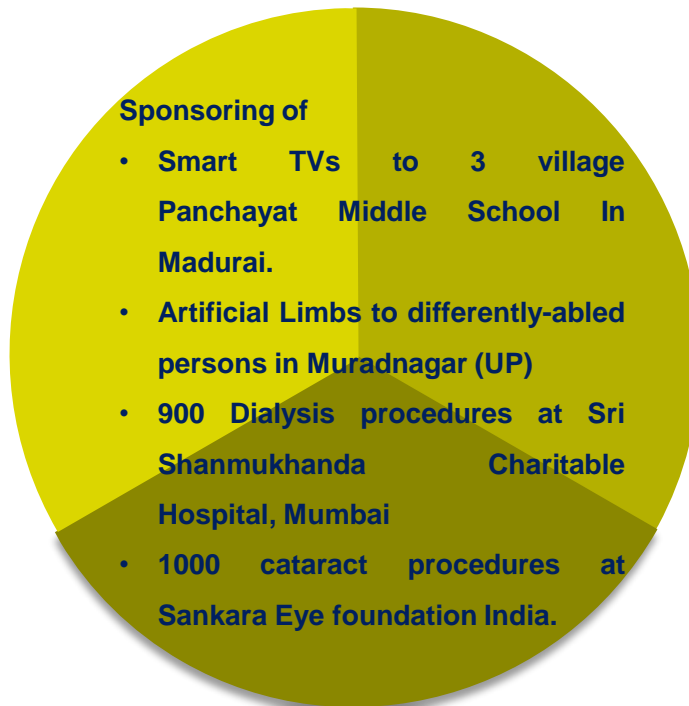 Sponsoring of
• Smart TVs to 3 village
Panchayat Middle School In
Madurai.
• Artificial Limbs to differently-abled
persons in Muradnagar (UP)
• 900 Dialysis procedures at Sri
Shanmukhanda Charitable
Hospital, Mumbai
• 1000 cataract procedures at
Sankara Eye foundation India.